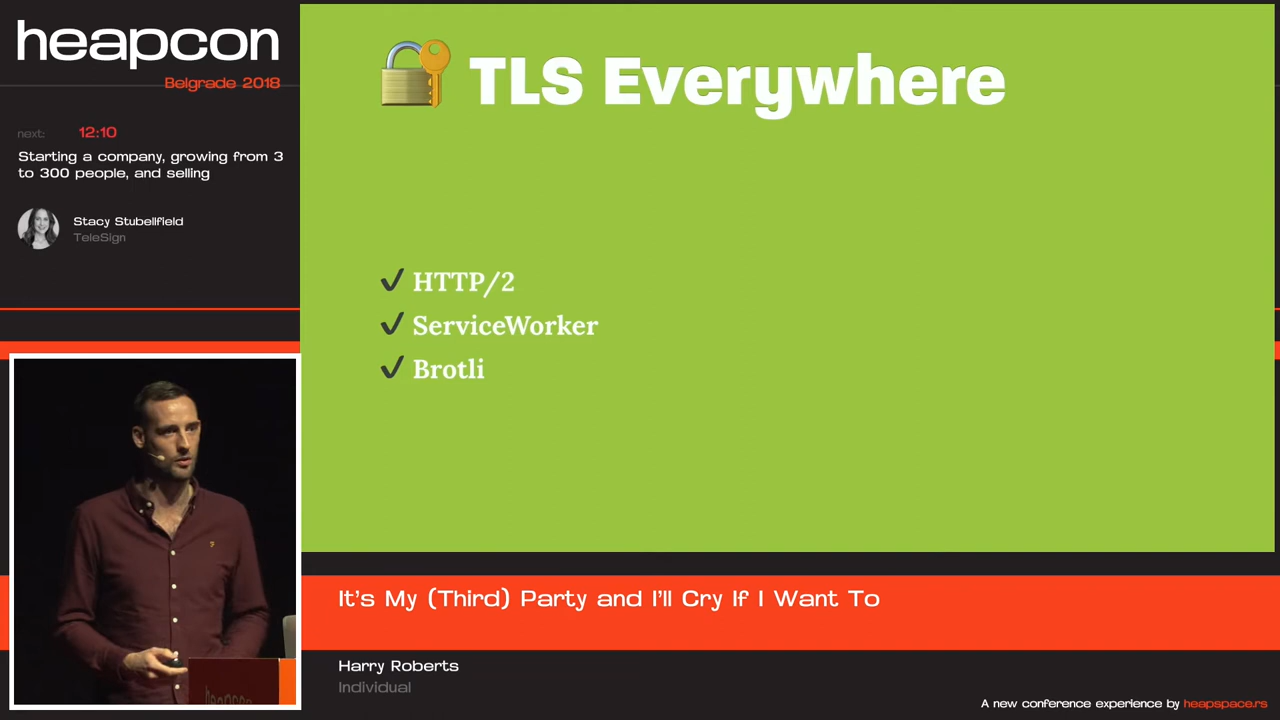 heapcon
Belgrade 2018
next: 12:10
Starting a company, growing from 3
to 300 people, and selling
Stacy Stubellfield
TeleSign
TLS Everywhere
✔ HTTP/2
✔ ServiceWorker
✔ Brotli
heapcon
It's My (Third) Party and I'll Cry If I Want To
Harry Roberts
Individual
A new conference experience by heapspace.rs